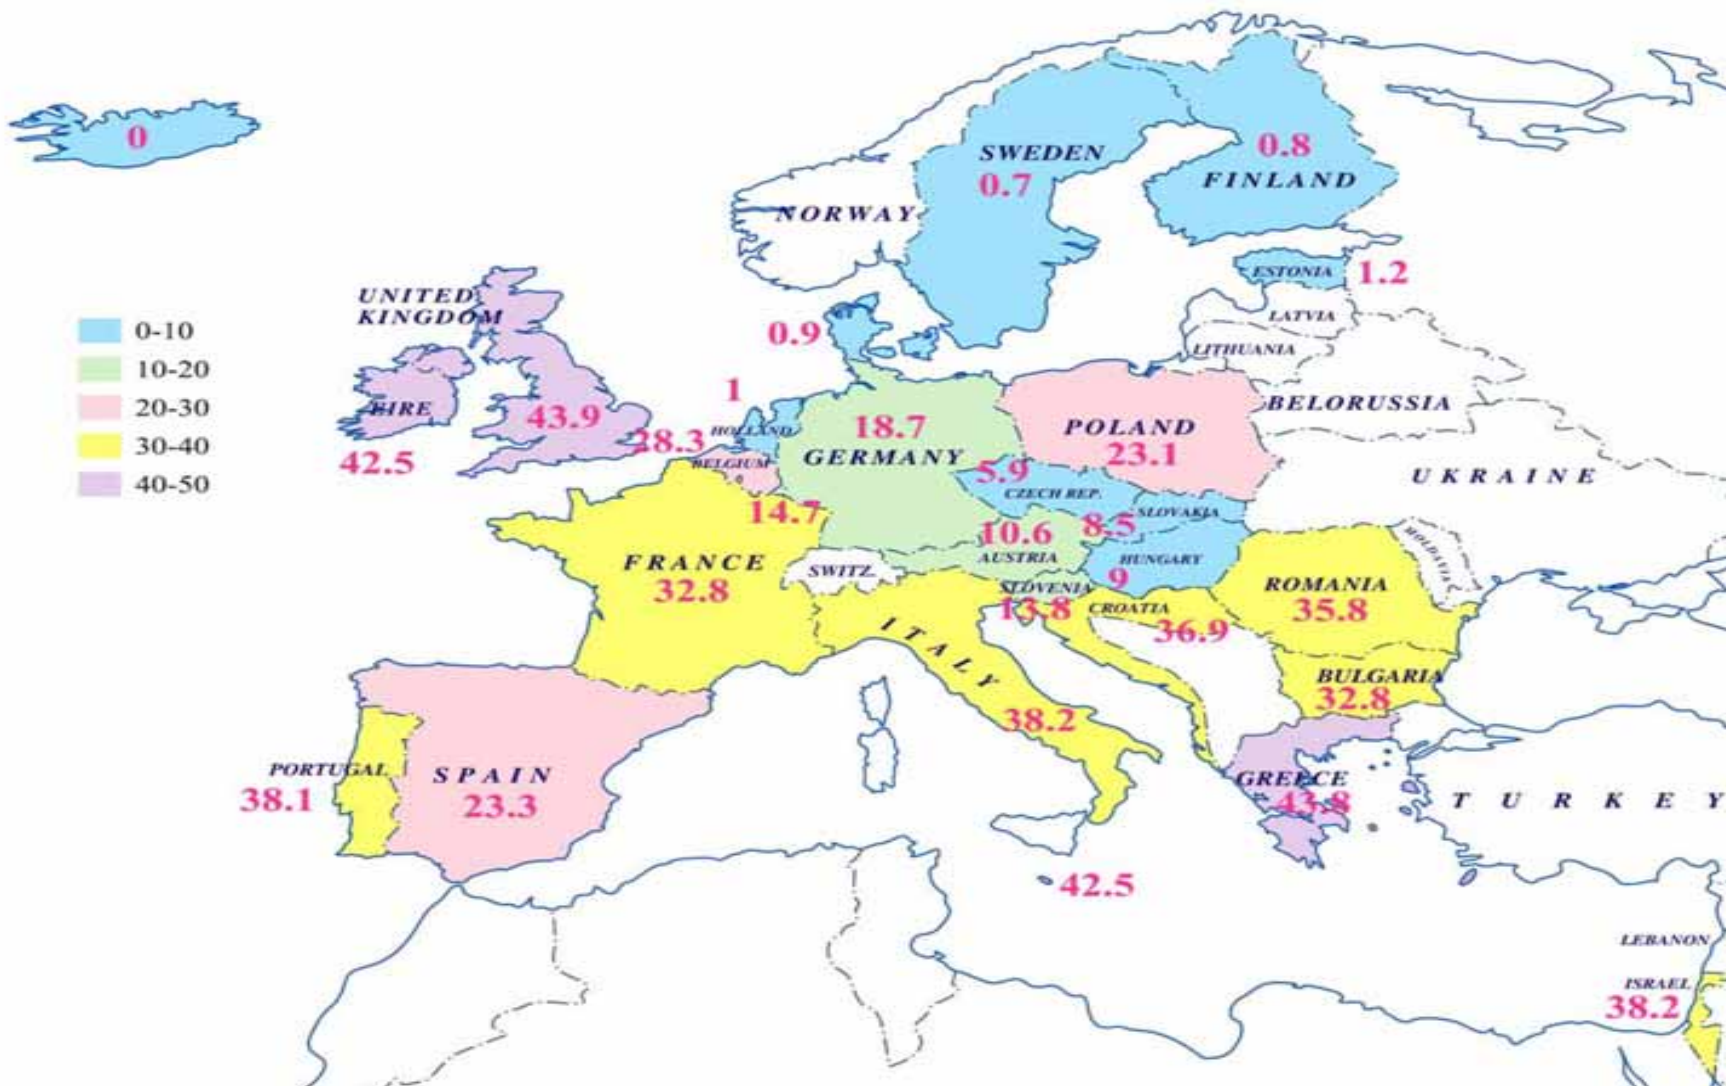 0
SWEDEN
0.7
0.8
FINLAND
NORWAY
ESTONIA
1.2
UNITED
KINGDOM
0-10
10-20
20-30
30-40
40-50
0.9
LATVIA
LITHUANIA
BELORUSSIA
1
EIRE
42.5
43.9
28.3
HOLLAND
BELGIUM
18.7
GERMANY
POLAND
23.1
UKRAINE
5.9
CZECH REP.
14.7
10.6
AUSTRIA
8.5
SLOVAKIA
HUNGARY
9
MOLDAVIA
FRANCE
32.8
SWITZ.
SLOVENIA
13.8
CROATIA
36.9
ROMANIA
35.8
ITALY
38.2
BULGARIA
32.8
PORTUGAL
38.1
SPAIN
23.3
GREECE
43.8
TURKEY
42.5
LEBANON
ISRAEL
38.2